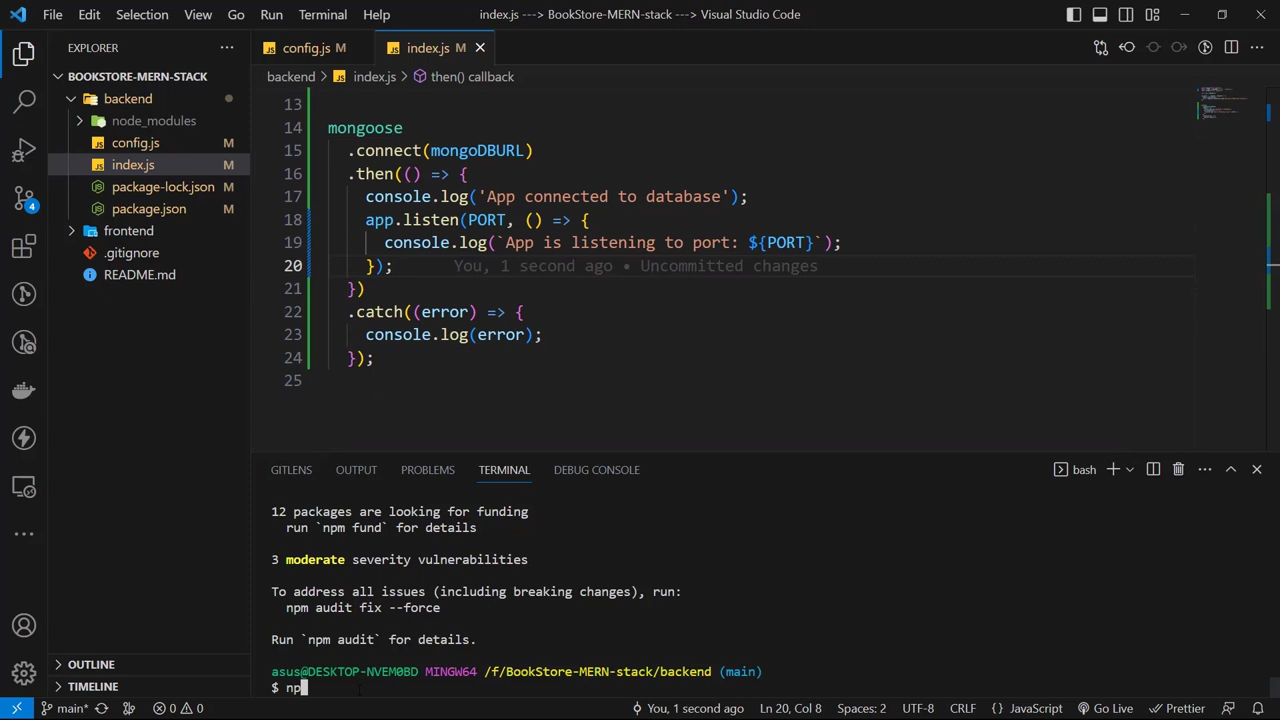 File Edit Selection View Go Run Terminal Help
index.js ---> BookStore-MERN-stack ---> Visual Studio Code
EXPLORER
BOOKSTORE-MERN-STACK
backend
node_modules
config.js M
index.js M
package-lock.json M
package.json M
frontend
.gitignore
README.md
OUTLINE
TIMELINE
4
JS config.js M
JS index.js M
backend > JS index.js > then() callback
13
14 mongoose
15 .connect(mongoDBURL)
16 .then(() => {
17 console.log('App connected to database');
18 app.listen(PORT, () => {
19 console.log(`App is listening to port: ${PORT}`);
20 }); You, 1 second ago • Uncommitted changes
21 })
22 .catch((error) => {
23 console.log(error);
24 });
25
GITLENS OUTPUT PROBLEMS TERMINAL DEBUG CONSOLE
bash
12 packages are looking for funding
run `npm fund` for details
3 moderate severity vulnerabilities
To address all issues (including breaking changes), run:
npm audit fix --force
Run `npm audit` for details.
asus@DESKTOP-NVEM0BD MINGW64 /f/BookStore-MERN-stack/backend (main)
$ np
main* 0 0 You, 1 second ago Ln 20, Col 8 Spaces: 2 UTF-8 CRLF JavaScript Go Live Prettier